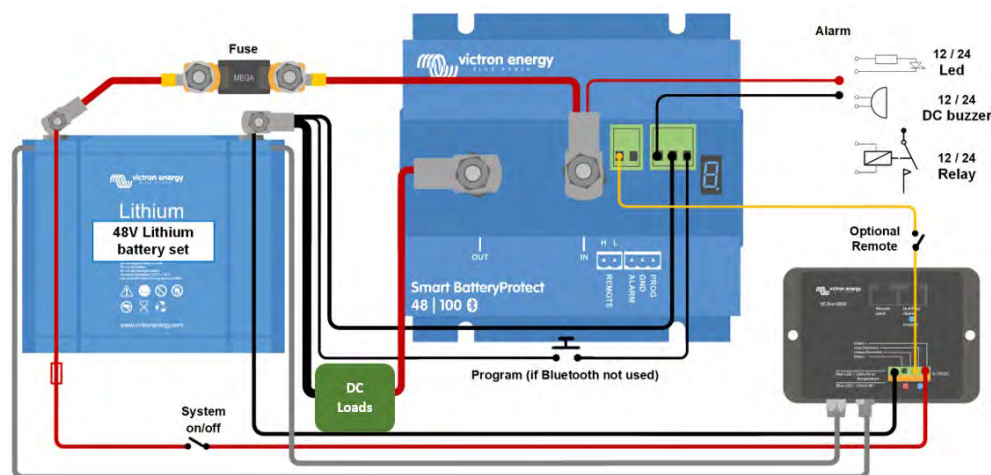 Fuse
MEGA
victron energy
BLUE POWER
Alarm
12 / 24
Led
12 / 24
DC buzzer
12 / 24
Relay
Optional
Remote
victron energy
Lithium
48V Lithium
battery set
www.victronenergy.com
OUT
IN
H L
REMOTE
ALARM
GND
PROG
Smart BatteryProtect
48 | 100
victron energy
Program (if Bluetooth not used)
DC
Loads
System
on/off